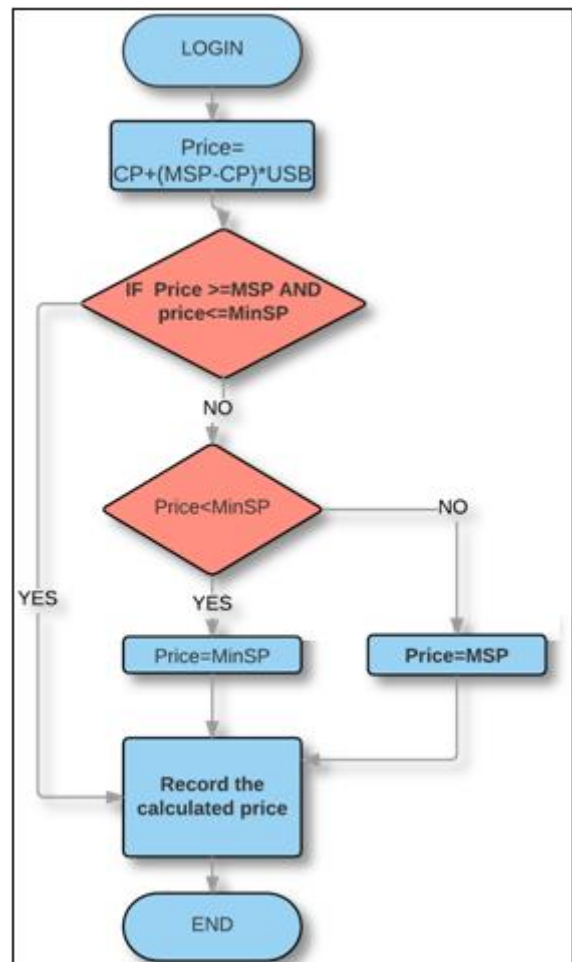 LOGIN
Price=
CP+(MSP-CP)*USB
IF Price >=MSP AND
price<=MinSP
NO
Price<MinSP
NO
YES
YES
Price=MinSP
Price=MSP
Record the
calculated price
END